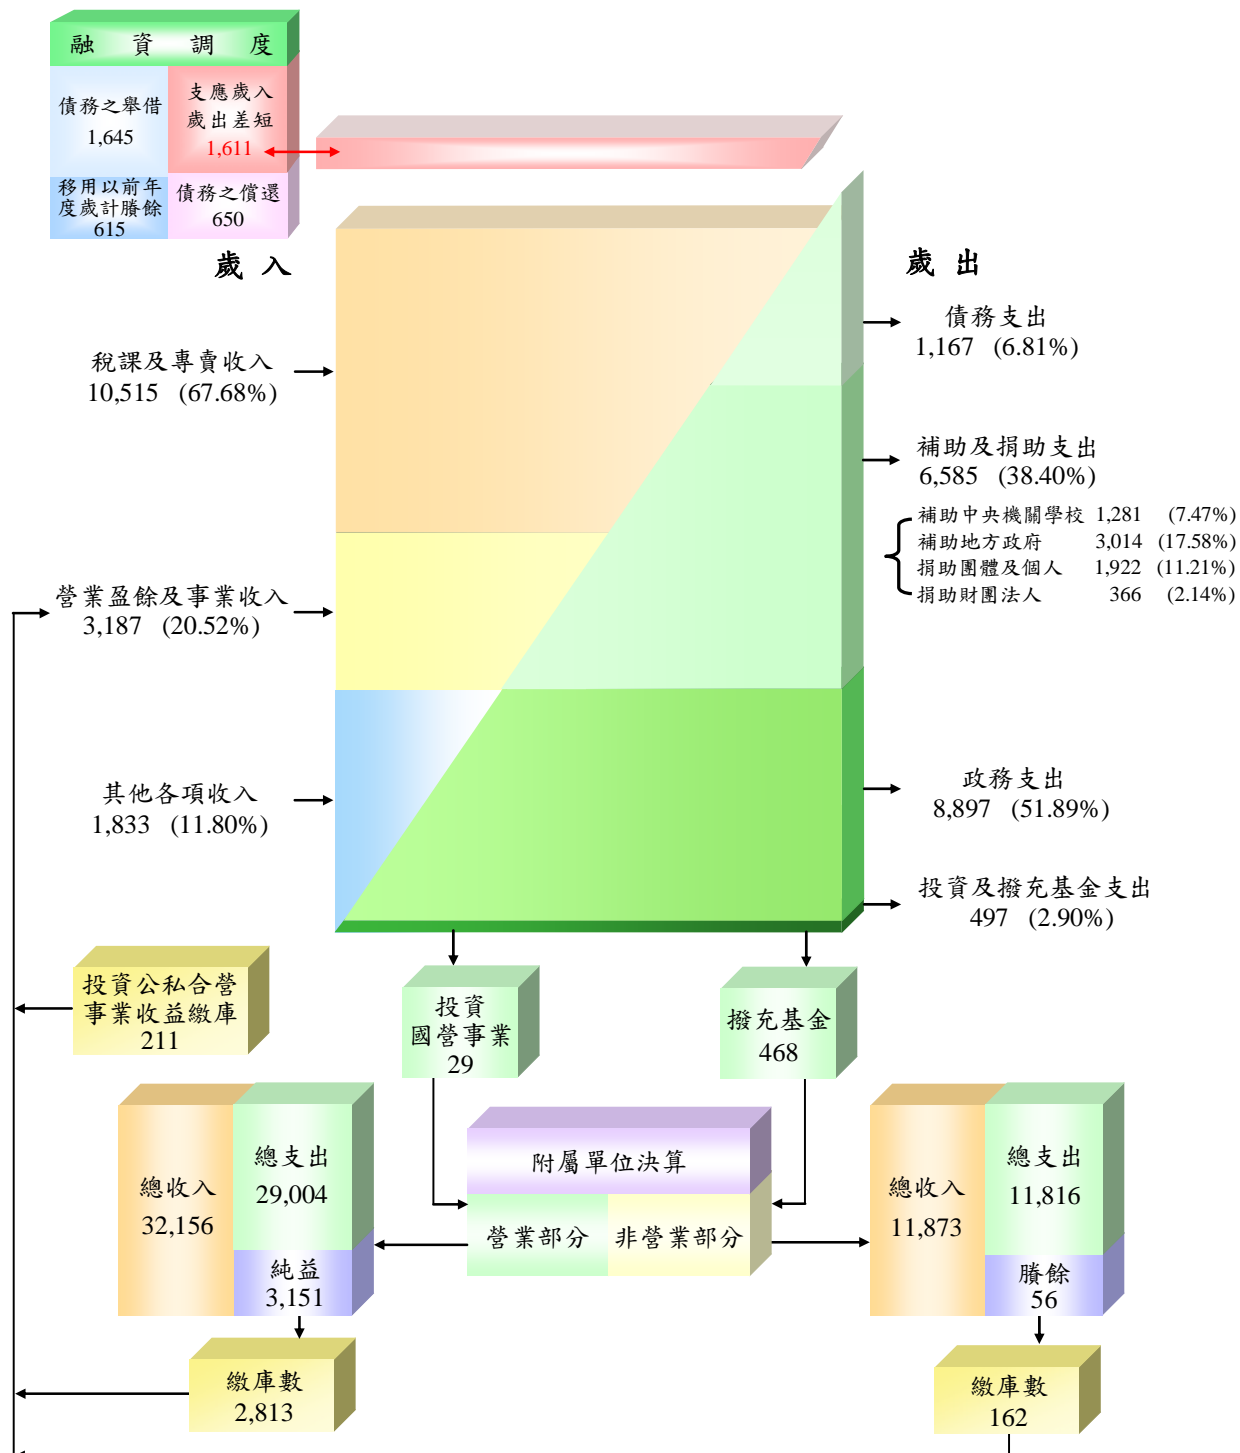 融資調度
債務之舉借
1,645
支應歲入
歲出差短
1,611
移用以前年
度歲計賸餘
615
債務之償還
650
歲入
歲出
稅課及專賣收入
10,515 (67.68%)
營業盈餘及事業收入
3,187 (20.52%)
其他各項收入
1,833 (11.80%)
債務支出
1,167 (6.81%)
補助及捐助支出
6,585 (38.40%)
補助中央機關學校 1,281 (7.47%)
補助地方政府 3,014 (17.58%)
捐助團體及個人 1,922 (11.21%)
捐助財團法人 366 (2.14%)
政務支出
8,897 (51.89%)
投資及撥充基金支出
497 (2.90%)
投資公私合營
事業收益繳庫
211
投資
國營事業
29
撥充基金
468
總收入
32,156
總支出
29,004
純益
3,151
繳庫數
2,813
附屬單位決算
營業部分
非營業部分
總收入
11,873
總支出
11,816
賸餘
56
繳庫數
162